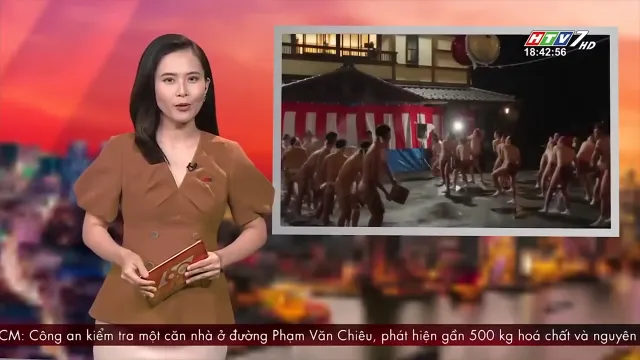 HTV7 HD
18:42:56
CM: Công an kiểm tra một căn nhà ở đường Phạm Văn Chiêu, phát hiện gần 500 kg hoá chất và nguyên